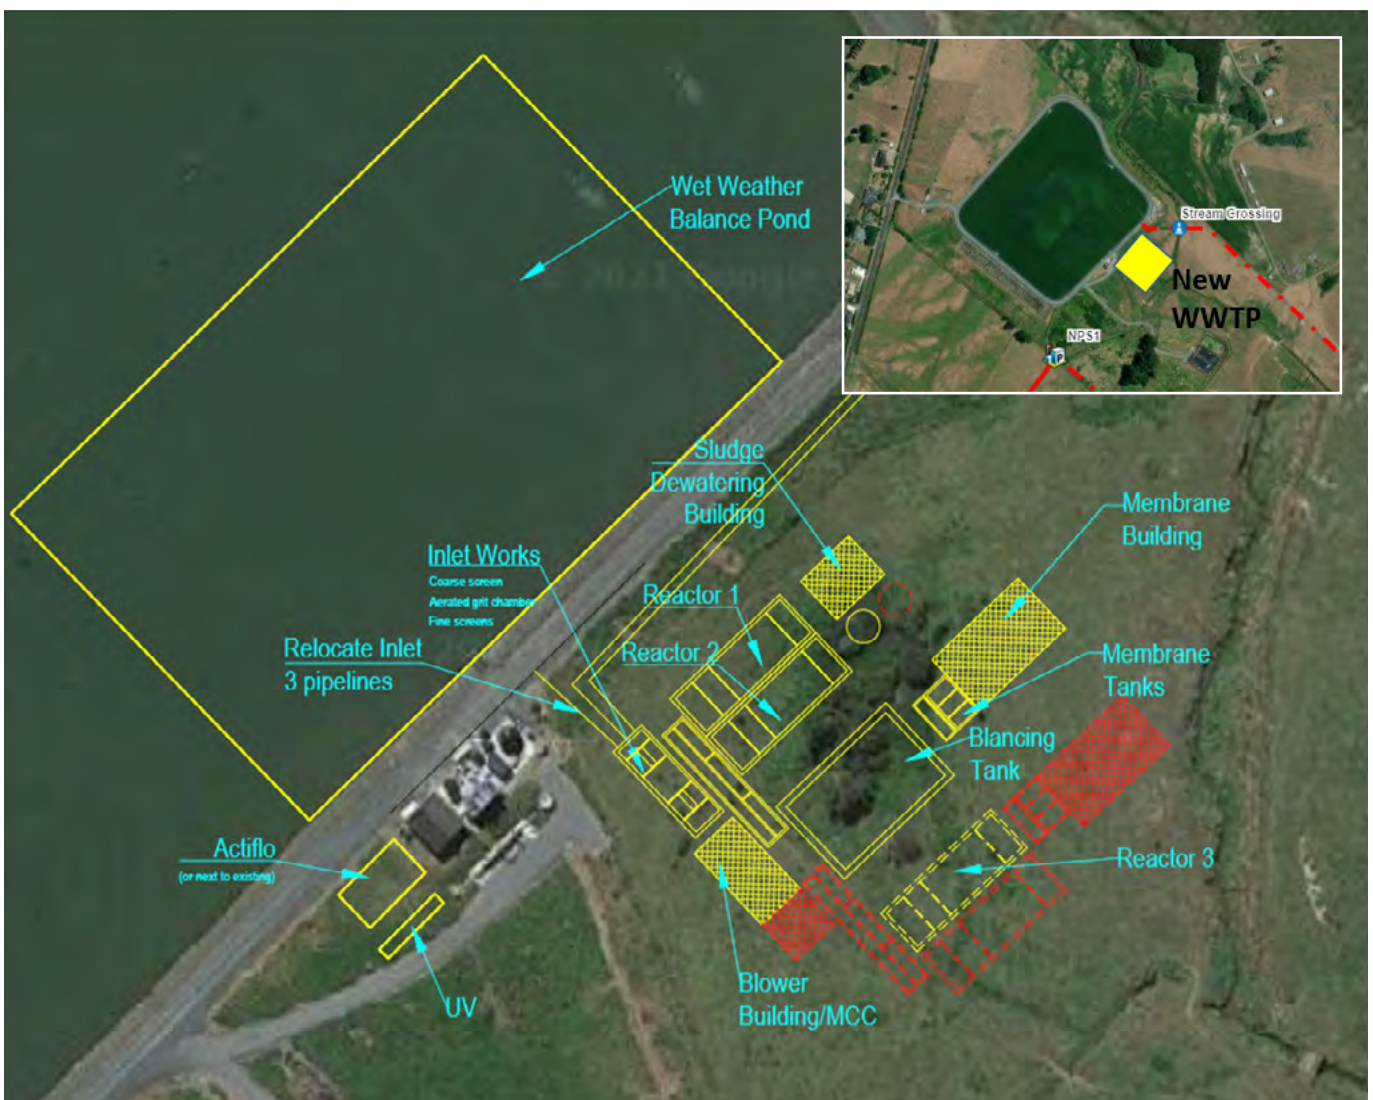 Wet Weather
Balance Pond
Stream Crossing
New
WWTP
NPS1
P
Sludge
Dewatering
Building
Membrane
Building
Inlet Works
Coarse screen
Aerated grit chamber
Fine screens
Reactor 1
Reactor 2
Relocate Inlet
3 pipelines
Membrane
Tanks
Blancing
Tank
Actiflo
(or next to existing)
Reactor 3
UV
Blower
Building/MCC